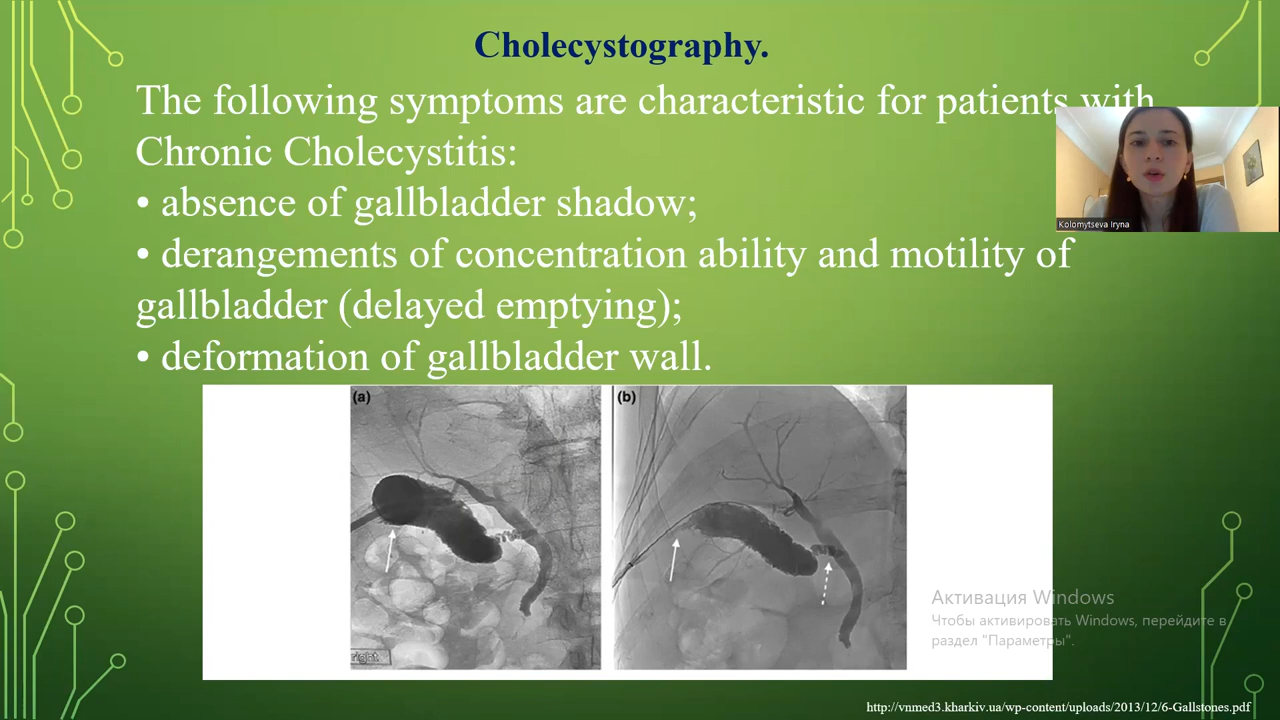 Cholecystography.
The following symptoms are characteristic for patients with
Chronic Cholecystitis:
• absence of gallbladder shadow;
• derangements of concentration ability and motility of
gallbladder (delayed emptying);
• deformation of gallbladder wall.
Kolomytseva Iryna
(a)
(b)
right
Активация Windows
Чтобы активировать Windows, перейдите в
раздел "Параметры".
http://vnmed3.kharkiv.ua/wp-content/uploads/2013/12/6-Gallstones.pdf